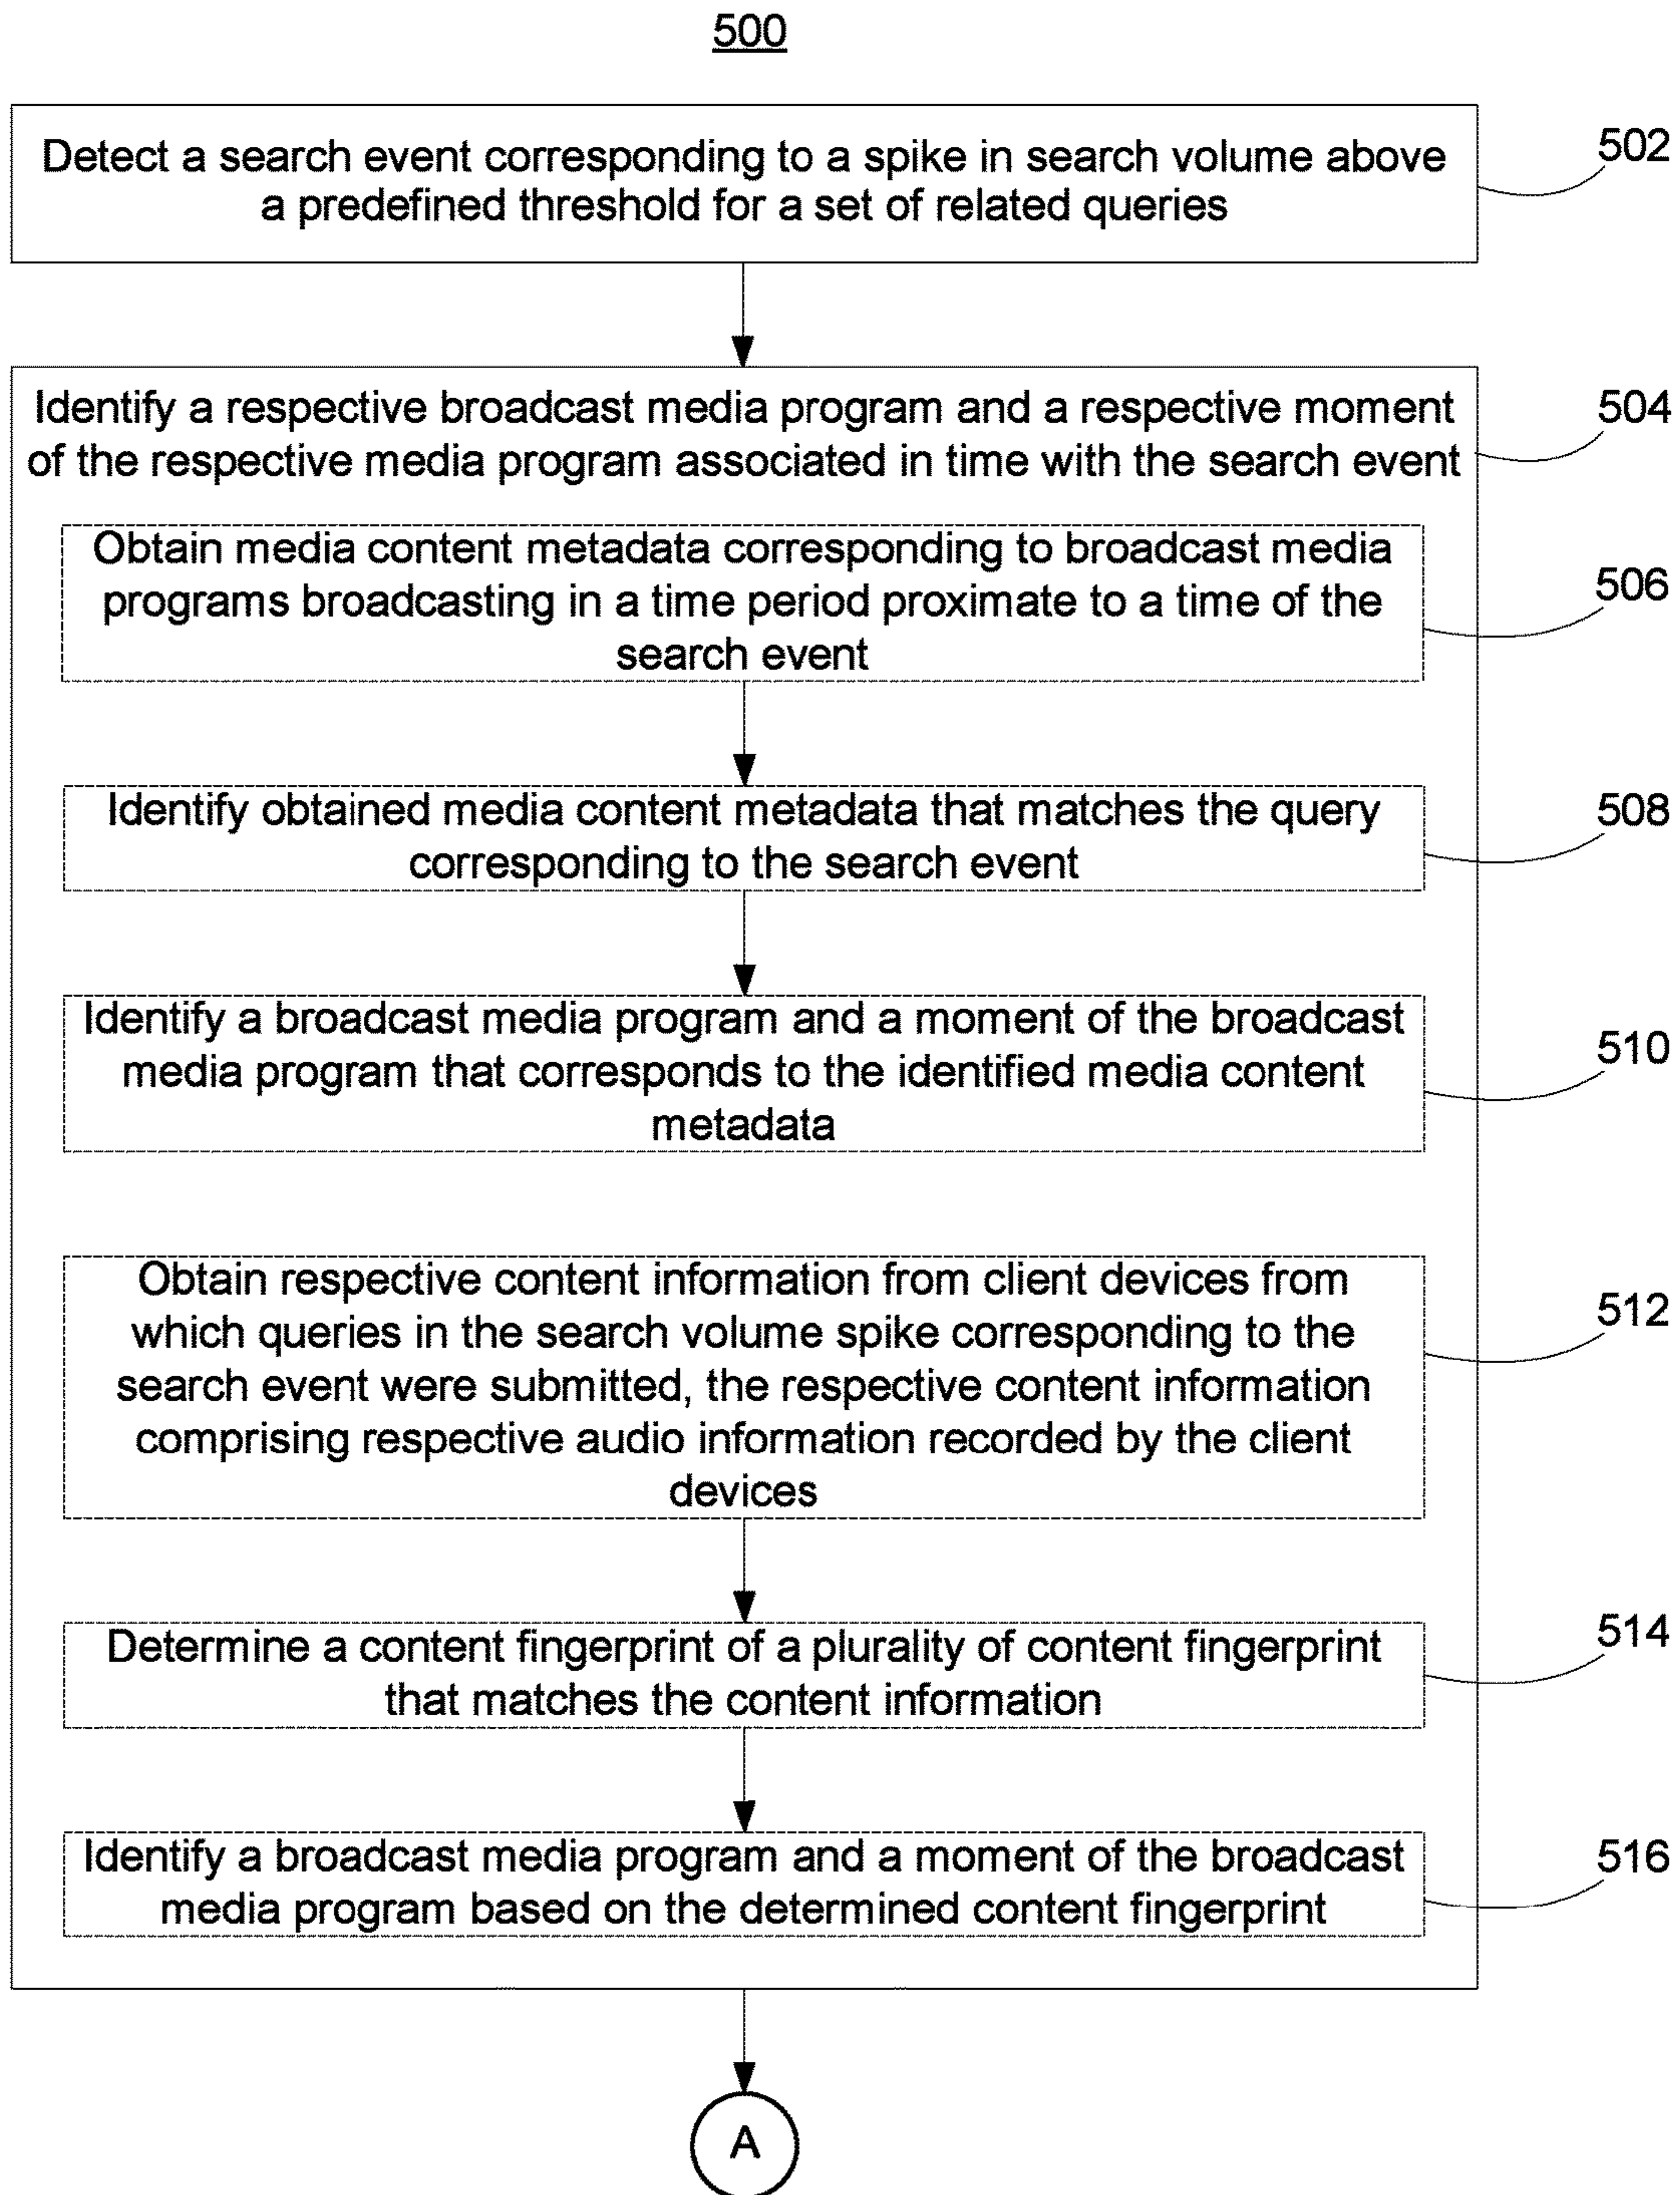 500
Detect a search event corresponding to a spike in search volume above
a predefined threshold for a set of related queries
502
Identify a respective broadcast media program and a respective moment
of the respective media program associated in time with the search event
504
Obtain media content metadata corresponding to broadcast media
programs broadcasting in a time period proximate to a time of the
search event
506
Identify obtained media content metadata that matches the query
corresponding to the search event
508
Identify a broadcast media program and a moment of the broadcast
media program that corresponds to the identified media content
metadata
510
Obtain respective content information from client devices from
which queries in the search volume spike corresponding to the
search event were submitted, the respective content information
comprising respective audio information recorded by the client
devices
512
Determine a content fingerprint of a plurality of content fingerprint
that matches the content information
514
Identify a broadcast media program and a moment of the broadcast
media program based on the determined content fingerprint
516
A